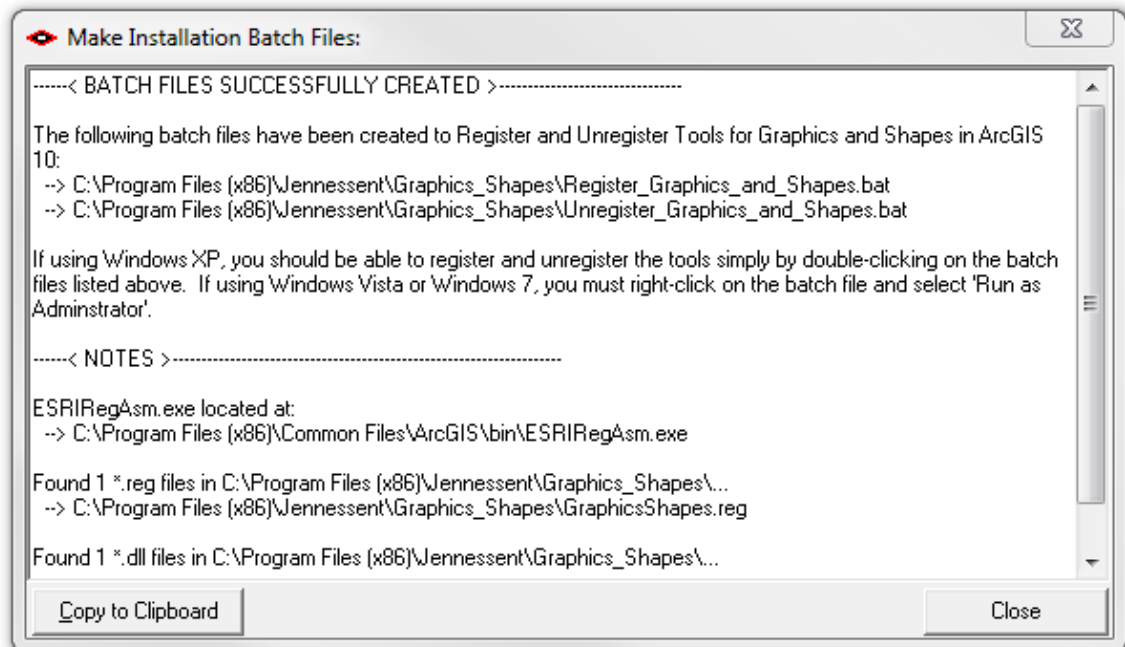 Make Installation Batch Files:
------< BATCH FILES SUCCESSFULLY CREATED >--------------------------------
The following batch files have been created to Register and Unregister Tools for Graphics and Shapes in ArcGIS
10:
--> C:\Program Files (x86)\Jennessent\Graphics_Shapes\Register_Graphics_and_Shapes.bat
--> C:\Program Files (x86)\Jennessent\Graphics_Shapes\Unregister_Graphics_and_Shapes.bat
If using Windows XP, you should be able to register and unregister the tools simply by double-clicking on the batch
files listed above.  If using Windows Vista or Windows 7, you must right-click on the batch file and select 'Run as
Adminstrator'.
------< NOTES >--------------------------------------------------------------------
ESRIRegAsm.exe located at:
--> C:\Program Files (x86)\Common Files\ArcGIS\bin\ESRIRegAsm.exe
Found 1 *.reg files in C:\Program Files (x86)\Jennessent\Graphics_Shapes\...
--> C:\Program Files (x86)\Jennessent\Graphics_Shapes\GraphicsShapes.reg
Found 1 *.dll files in C:\Program Files (x86)\Jennessent\Graphics_Shapes\...
Copy to Clipboard
Close